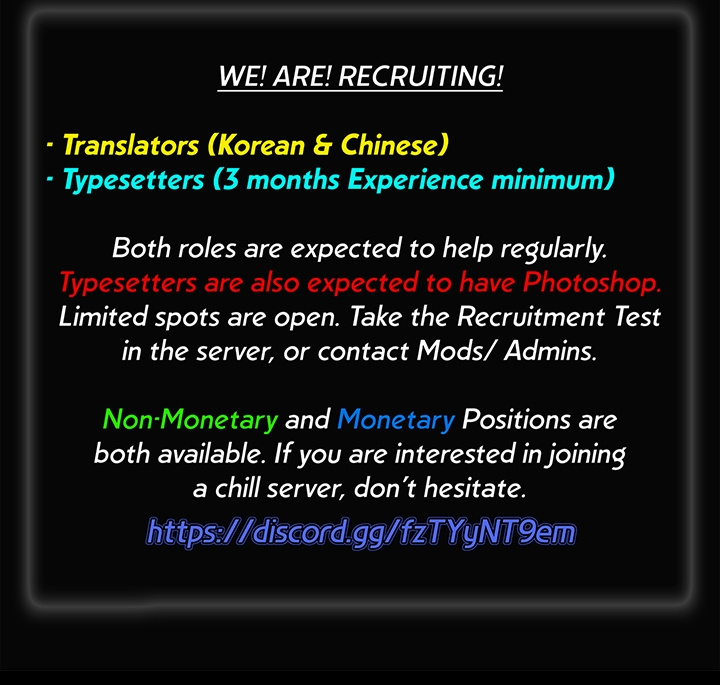 WE! ARE! RECRUITING!
- Translators (Korean & Chinese)
- Typesetters (3 months Experience minimum)
Both roles are expected to help regularly.
Typesetters are also expected to have Photoshop.
Limited spots are open. Take the Recruitment Test
in the server, or contact Mods/ Admins.
Non-Monetary and Monetary Positions are
both available. If you are interested in joining
a chill server, don't hesitate.
https://discord.gg/fzTYyNT9em